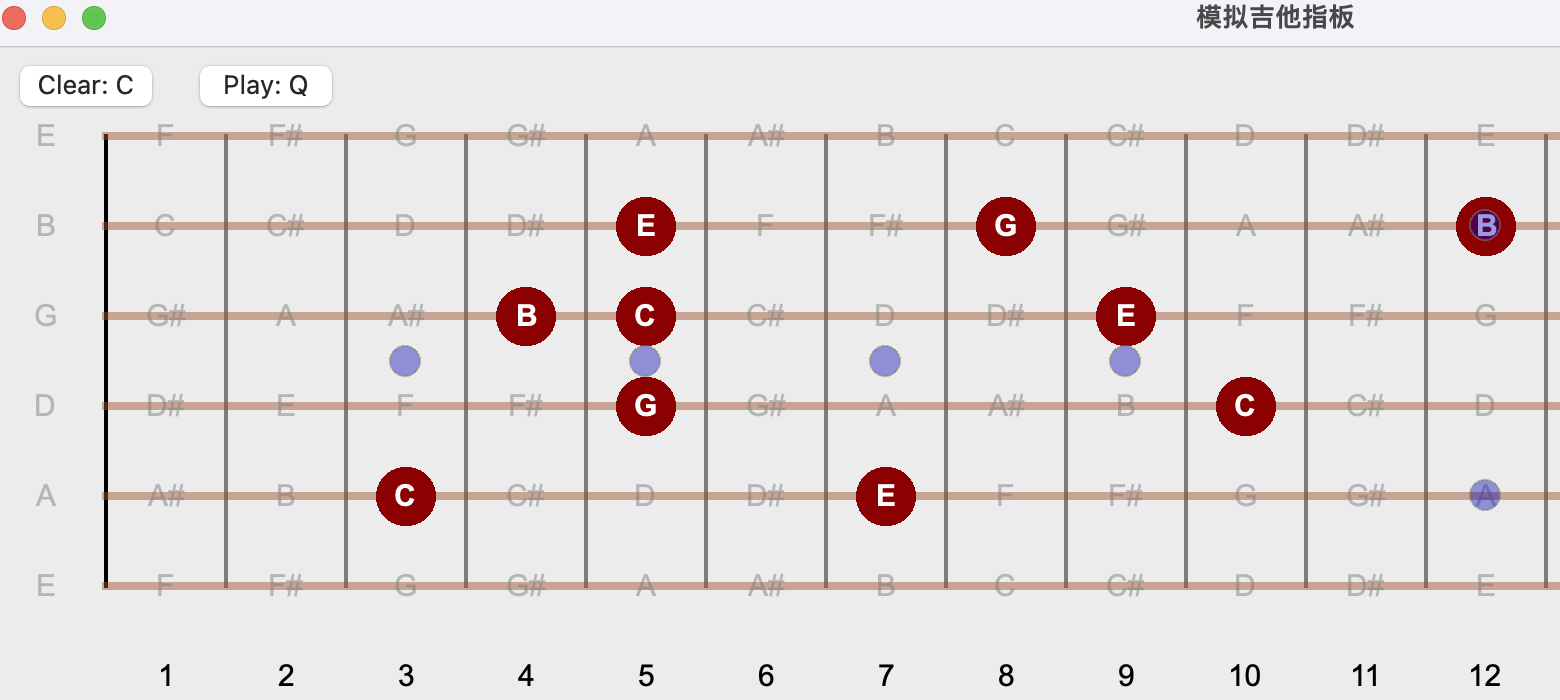 模拟吉他指板
Clear: C Play: Q
E F F# G G# A A# B C C# D D# E
B C C# D D# E F F# G G# A A# B
G G# A A# B C C# D D# E F F# G
D D# E F F# G G# A A# B C C# D
A A# B C C# D D# E F F# G G# A
E F F# G G# A A# B C C# D D# E
1 2 3 4 5 6 7 8 9 10 11 12